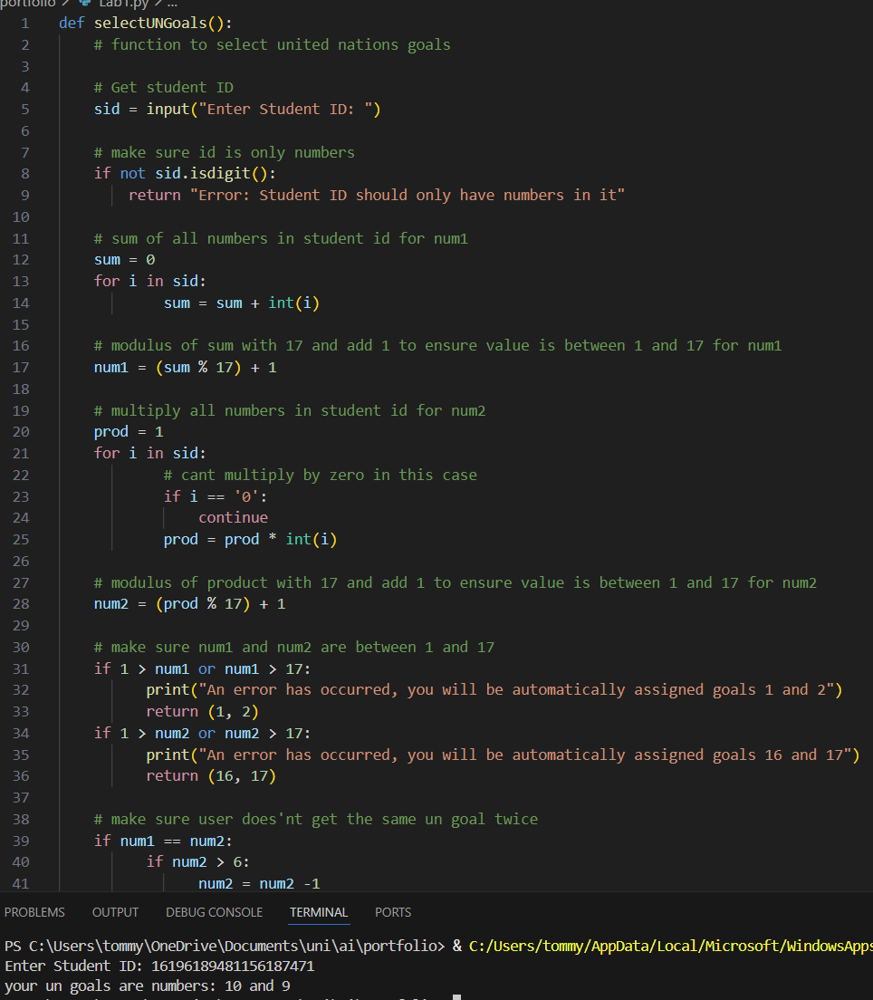 portfolio > Lab1.py > ...
1 def selectUNGoals():
2 # function to select united nations goals
3
4 # Get student ID
5 sid = input("Enter Student ID: ")
6
7 # make sure id is only numbers
8 if not sid.isdigit():
9 return "Error: Student ID should only have numbers in it"
10
11 # sum of all numbers in student id for num1
12 sum = 0
13 for i in sid:
14 sum = sum + int(i)
15
16 # modulus of sum with 17 and add 1 to ensure value is between 1 and 17 for num1
17 num1 = (sum % 17) + 1
18
19 # multiply all numbers in student id for num2
20 prod = 1
21 for i in sid:
22 # cant multiply by zero in this case
23 if i == '0':
24 continue
25 prod = prod * int(i)
26
27 # modulus of product with 17 and add 1 to ensure value is between 1 and 17 for num2
28 num2 = (prod % 17) + 1
29
30 # make sure num1 and num2 are between 1 and 17
31 if 1 > num1 or num1 > 17:
32 print("An error has occurred, you will be automatically assigned goals 1 and 2")
33 return (1, 2)
34 if 1 > num2 or num2 > 17:
35 print("An error has occurred, you will be automatically assigned goals 16 and 17")
36 return (16, 17)
37
38 # make sure user does'nt get the same un goal twice
39 if num1 == num2:
40 if num2 > 6:
41 num2 = num2 -1
PROBLEMS OUTPUT DEBUG CONSOLE TERMINAL PORTS
PS C:\Users\tommy\OneDrive\Documents\uni\ai\portfolio> & C:/Users/tommy/AppData/Local/Microsoft/WindowsApps
Enter Student ID: 16196189481156187471
your un goals are numbers: 10 and 9